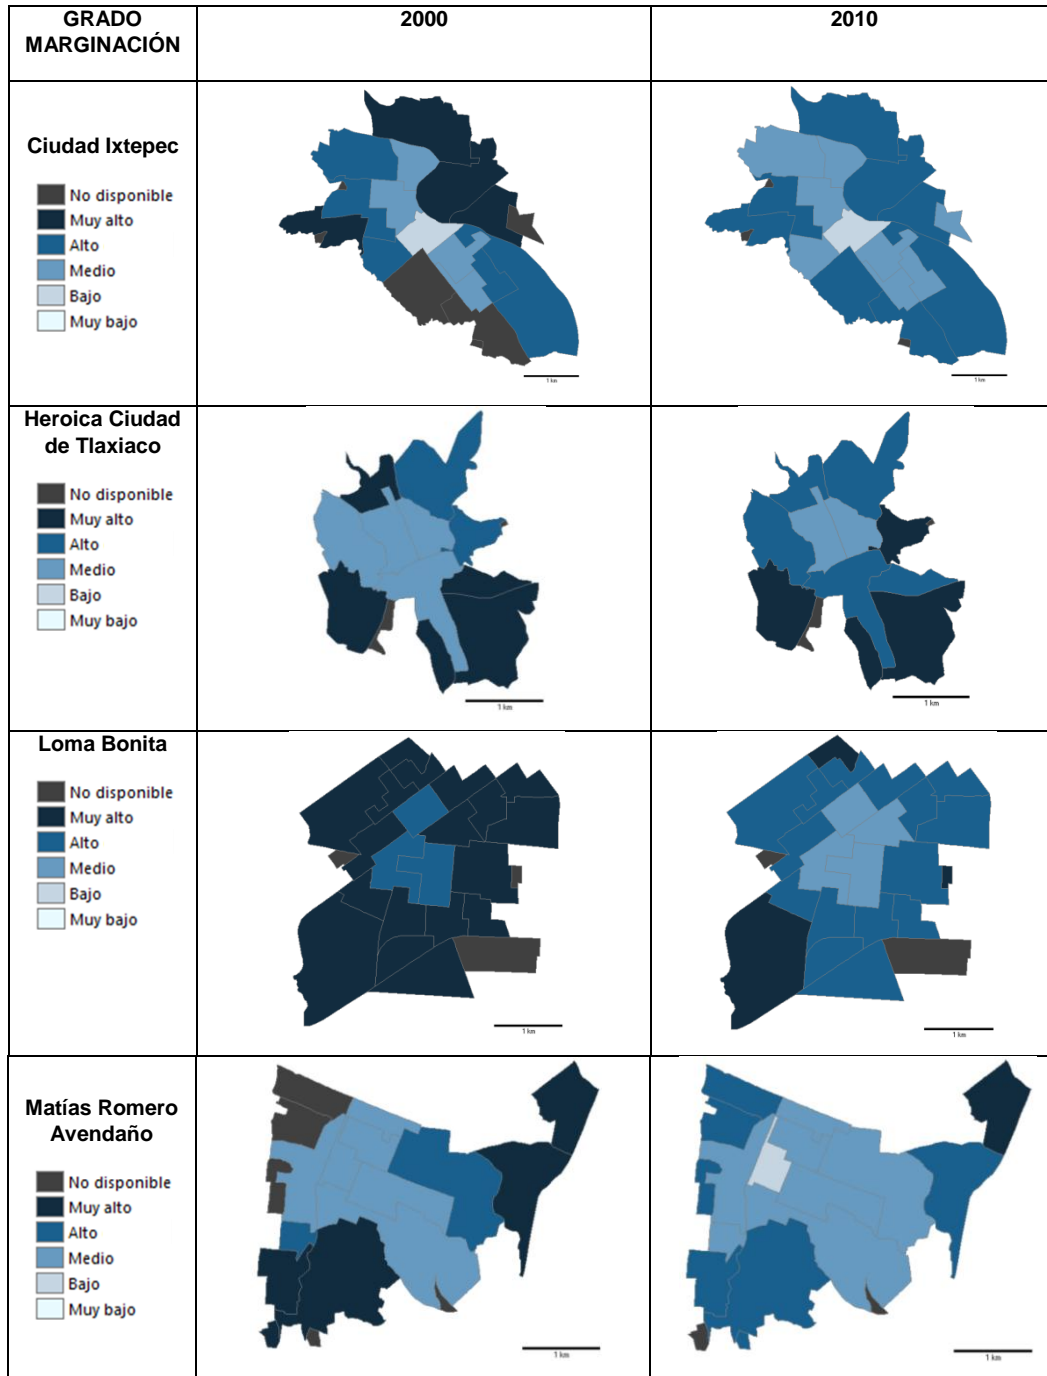 GRADO
MARGINACIÓN
2000
2010
Ciudad Ixtepec
No disponible
Muy alto
Alto
Medio
Bajo
Muy bajo
1 km
1 km
Heroica Ciudad
de Tlaxiaco
No disponible
Muy alto
Alto
Medio
Bajo
Muy bajo
1 km
1 km
Loma Bonita
No disponible
Muy alto
Alto
Medio
Bajo
Muy bajo
1 km
1 km
Matías Romero
Avendaño
No disponible
Muy alto
Alto
Medio
Bajo
Muy bajo
1 km
1 km